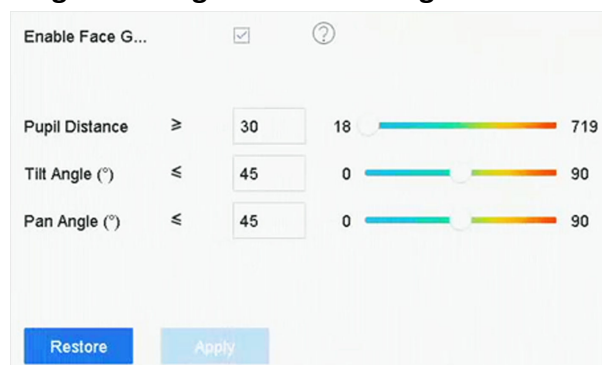 Enable Face G...
Pupil Distance ≥ 30 18 719
Tilt Angle (°) ≤ 45 0 90
Pan Angle (°) ≤ 45 0 90
Restore Apply